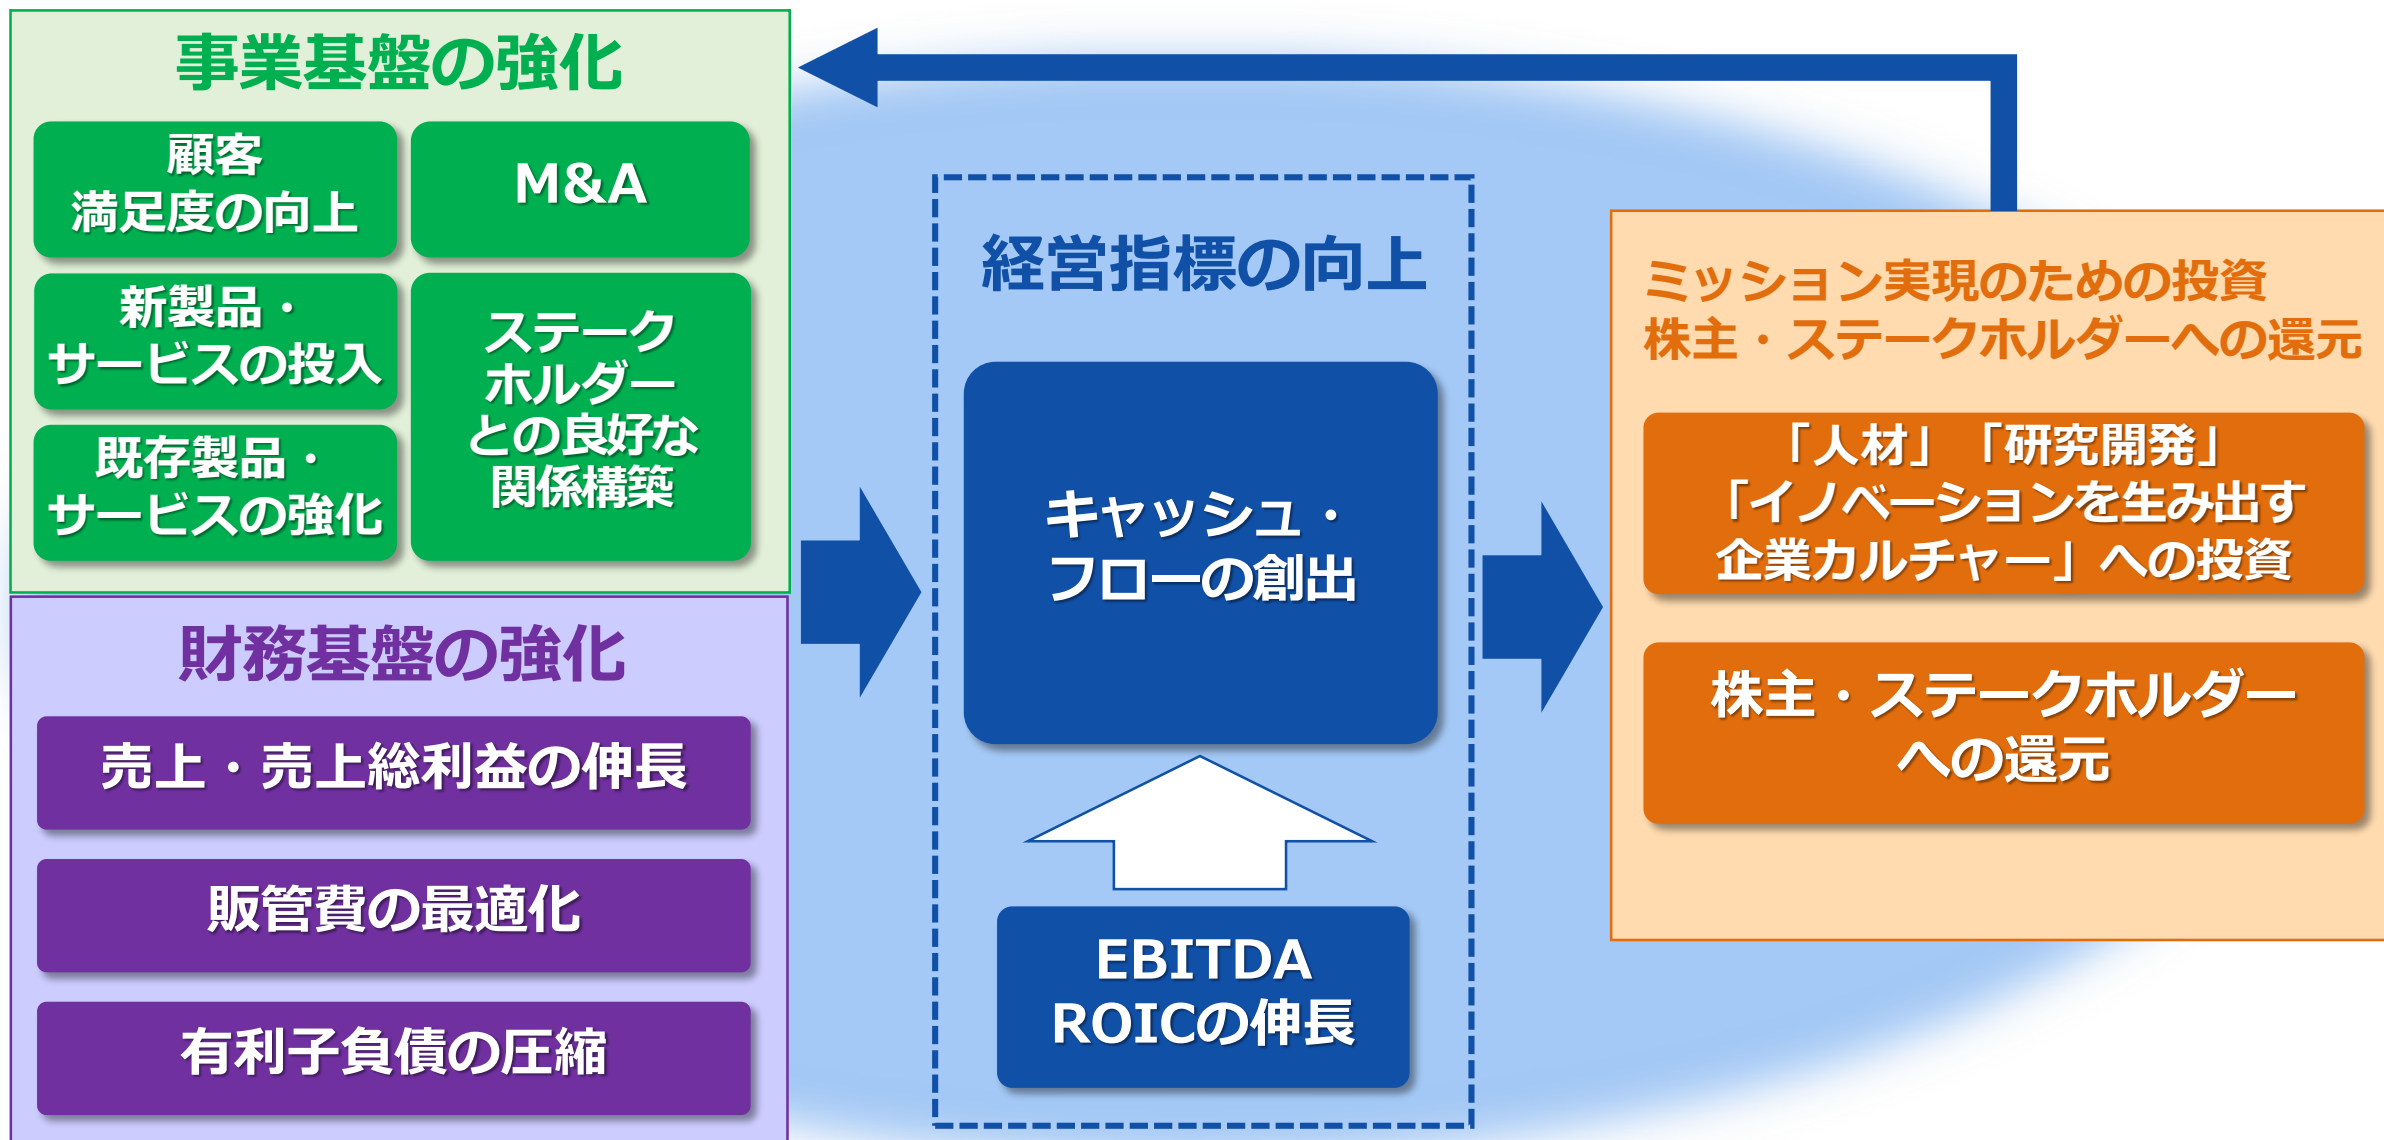 事業基盤の強化
顧客
満足度の向上
M&A
新製品・
サービスの投入
ステーク
ホルダー
との良好な
関係構築
既存製品・
サービスの強化
財務基盤の強化
売上・売上総利益の伸長
販管費の最適化
有利子負債の圧縮
経営指標の向上
キャッシュ・
フローの創出
EBITDA
ROICの伸長
ミッション実現のための投資
株主・ステークホルダーへの還元
「人材」「研究開発」
「イノベーションを生み出す
企業カルチャー」への投資
株主・ステークホルダー
への還元